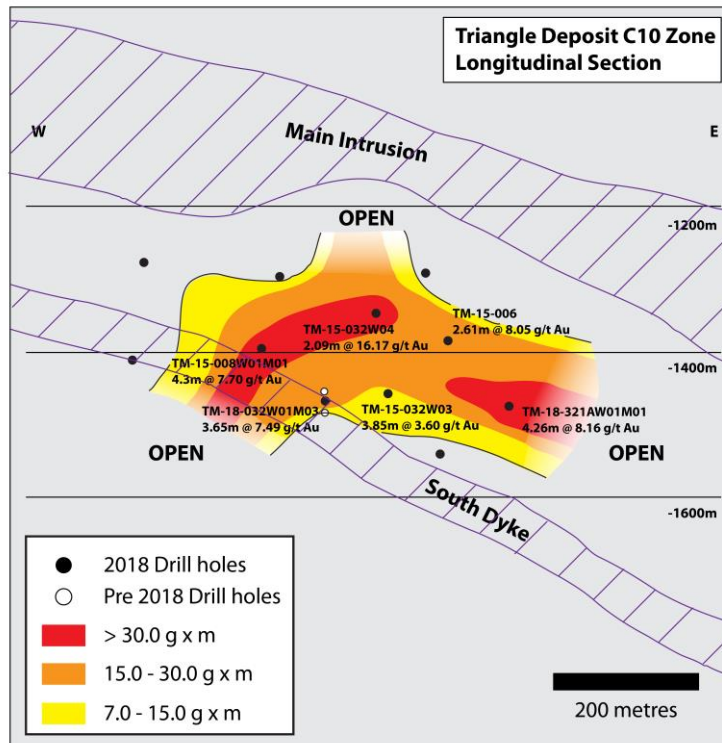 Triangle Deposit C10 Zone
Longitudinal Section
Main Intrusion
W
E
OPEN
-1200m
TM-15-006
2.61m @ 8.05 g/t Au
TM-15-032W04
2.09m @ 16.17 g/t Au
-1400m
TM-15-008W01M01
4.3m @ 7.70 g/t Au
TM-18-032W01M03
3.65m @ 7.49 g/t Au
TM-15-032W03
3.85m @ 3.60 g/t Au
TM-18-321AW01M01
4.26m @ 8.16 g/t Au
OPEN
OPEN
South Dyke
-1600m
2018 Drill holes
Pre 2018 Drill holes
> 30.0 g x m
15.0 - 30.0 g x m
7.0 - 15.0 g x m
200 metres